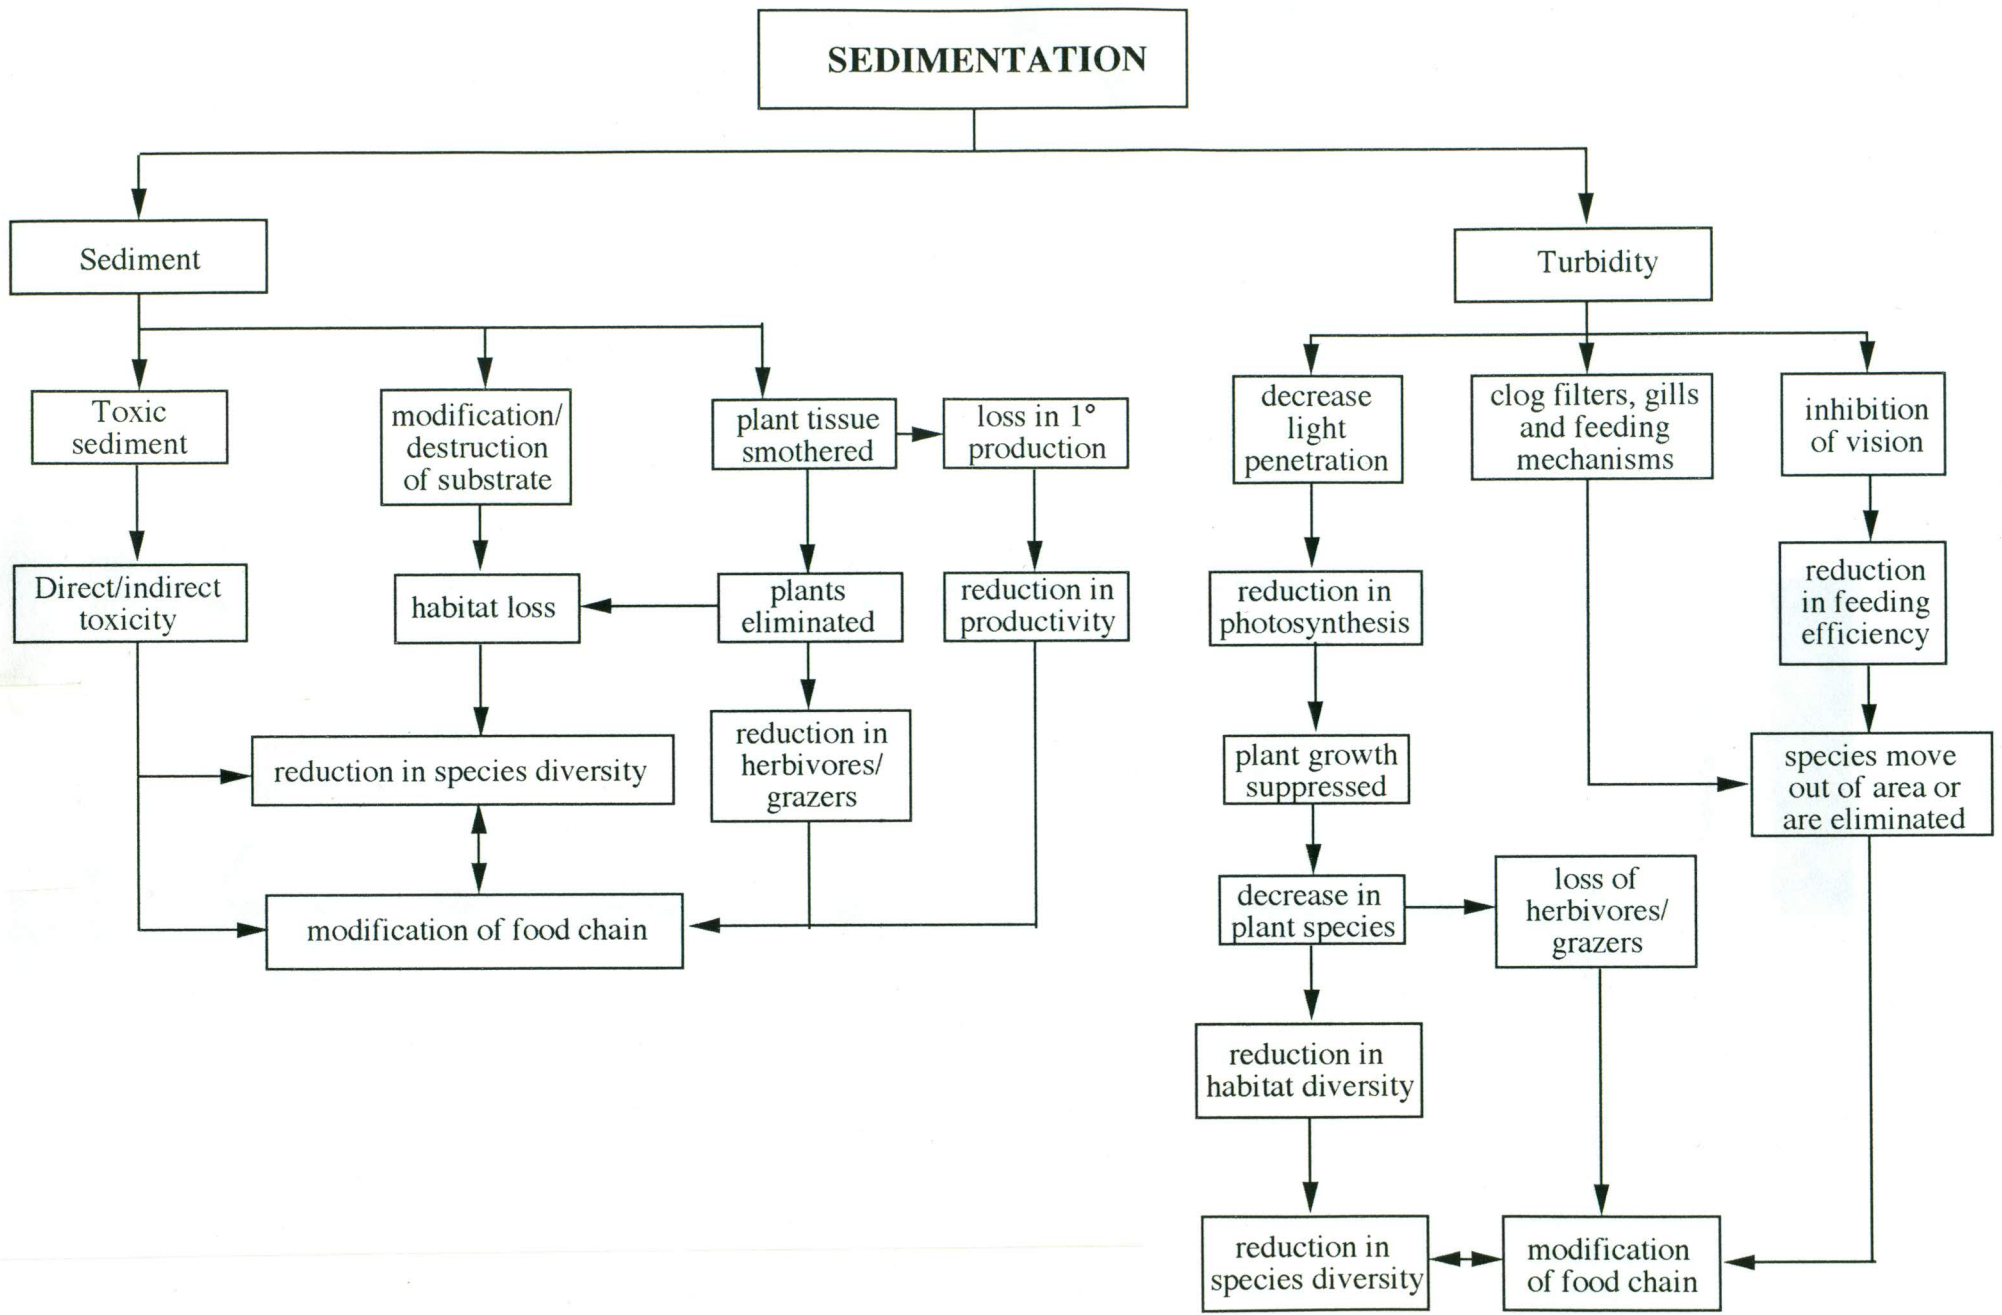 SEDIMENTATION
Sediment
Turbidity
Toxic
sediment
modification/
destruction
of substrate
plant tissue
smothered
loss in 1°
production
decrease
light
penetration
clog filters, gills
and feeding
mechanisms
inhibition
of vision
Direct/indirect
toxicity
habitat loss
plants
eliminated
reduction in
productivity
reduction in
photosynthesis
reduction
in feeding
efficiency
reduction in species diversity
reduction in
herbivores/
grazers
plant growth
suppressed
species move
out of area or
are eliminated
modification of food chain
decrease in
plant species
loss of
herbivores/
grazers
reduction in
habitat diversity
reduction in
species diversity
modification
of food chain